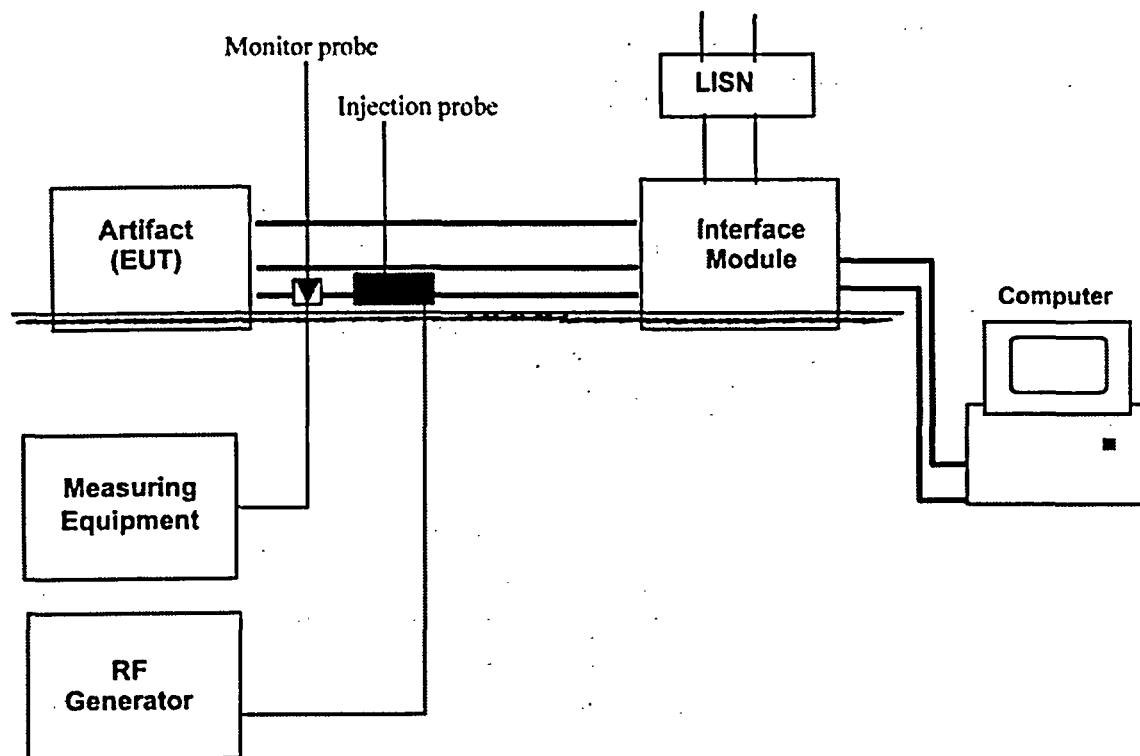 Monitor probe
LISN
Injection probe
Artifact
(EUT)
Interface
Module
Computer
Measuring
Equipment
RF
Generator